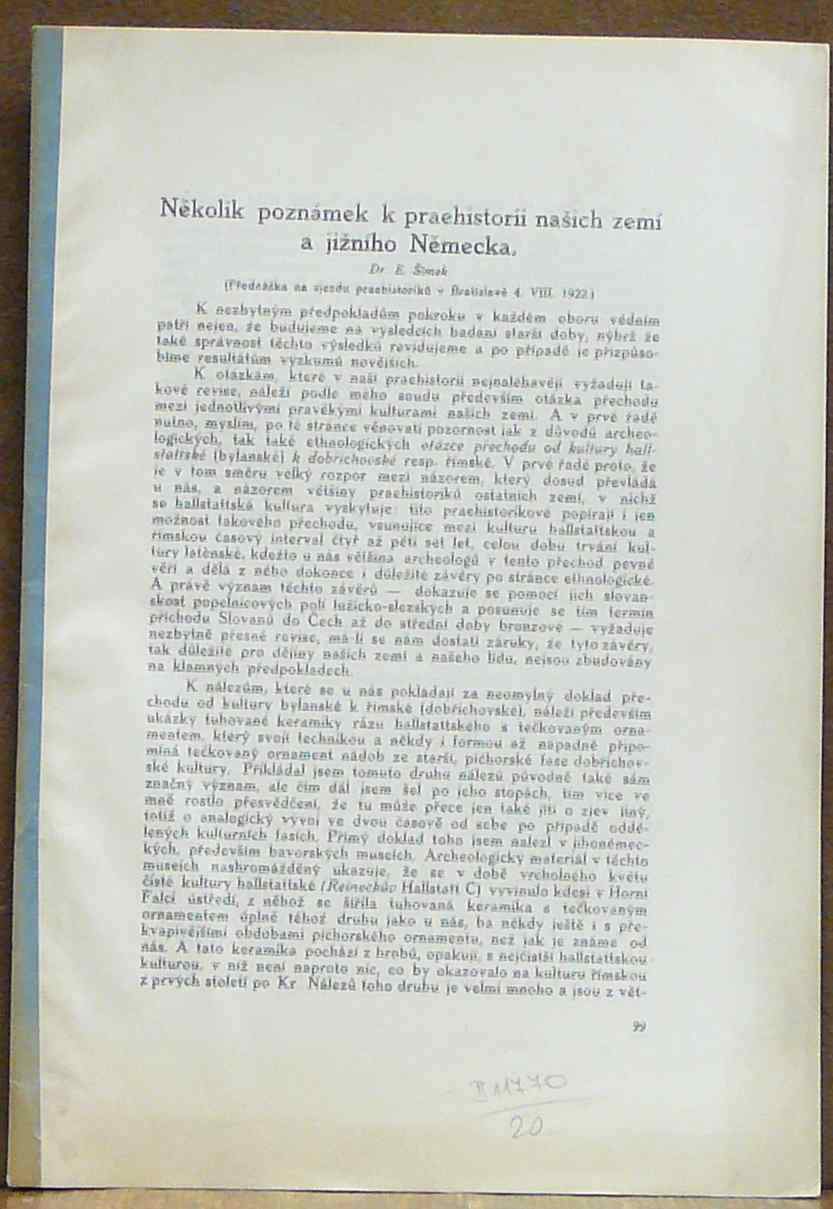 Několik poznámek k praehistorii našich zemí
a jižního Německa.
Dr. E. Šimek
(Přednáška na sjezdu praehistoriků v Bratislavě 4. VIII. 1922.)
K nezbytným předpokladům pokroku v každém oboru vědním
patří nejen, že budujeme na výsledcích badání starší doby, nýbrž že
také správnost těchto výsledků revidujeme a po případě je přizpůso-
bíme resultátům výzkumů novějších.
K otázkám, které v naší praehistorii nejnaléhavěji vyžadují ta-
kové revise, náleží podle mého soudu především otázka přechodu
mezi jednotlivými pravěkými kulturami našich zemí. A v prvé řadě
nutno, myslím, po té stránce věnovati pozornost jak z důvodů archeo-
logických, tak také ethnologických otázce přechodu od kultury hall-
stattské (bylanské) k dobřichovské resp. římské. V prvé řadě proto, že
je v tom směru velký rozpor mezi názorem, který dosud převládá
u nás, a názorem většiny praehistoriků ostatních zemí, v nichž
se hallstattská kultura vyskytuje: tito praehistorikové popírají i jen
možnost takového přechodu, vsunujíce mezi kulturu hallstattskou a
římskou časový interval čtyř až pěti set let, celou dobu trvání kul-
tury laténské, kdežto u nás většina archeologů v tento přechod pevně
věří a dělá z něho dokonce i důležité závěry po stránce ethnologické.
A právě význam těchto závěrů — dokazuje se pomocí jich slovan-
skost popelnicových polí lužicko-slezských a posunuje se tím termin
příchodu Slovanů do Čech až do střední doby bronzové — vyžaduje
nezbytně přesné revise, má-li se nám dostati záruky, že tyto závěry,
tak důležité pro dějiny našich zemí a našeho lidu, nejsou zbudovány
na klamných předpokladech.
K nálezům, které se u nás pokládají za neomylný doklad pře-
chodu od kultury bylanské k římské (dobřichovské), náleží především
ukázky tuhované keramiky rázu hallstattského s tečkovaným orna-
mentem, který svojí technikou a někdy i formou až nápadně připo-
míná tečkovaný ornament nádob ze starší, píchorské fase dobřichov-
ské kultury. Přikládal jsem tomuto druhu nálezů původně také sám
značný význam, ale čím dál jsem šel po jeho stopách, tím více ve
mně rostlo přesvědčení, že tu může přece jen také jíti o zjev jiný,
totiž o analogický vývoj ve dvou časově od sebe po případě oddě-
lených kulturních fasích. Přímý doklad toho jsem nalezl v jihoněmec-
kých, především bavorských museích. Archeologický materiál v těchto
museích nashromážděný ukazuje, že se v době vrcholného květu
čisté kultury hallstattské (Reineckův Hallstatt C) vyvinulo kdesi v Horní
Falci ústředí, z něhož se šířila tuhovaná keramika s tečkovaným
ornamentem úplně téhož druhu jako u nás, ba někdy ještě i s pře-
kvapivějšími obdobami píchorského ornamentu, než jak je známe od
nás. A tato keramika pochází z hrobů, opakuji, s nejčistší hallstattskou
kulturou, v níž není naproto nic, co by okazovalo na kulturu římskou
z prvých století po Kr. Nálezů toho druhu je velmi mnoho a jsou z vět-
99
B 11770
20